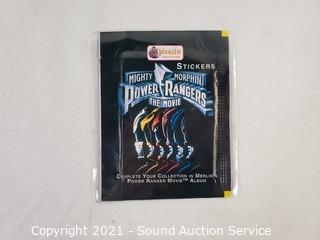 MERLIN
STICKERS
MIGHTY MORPHIN
POWER RANGERS
THE MOVIE
COMPLETE YOUR COLLECTION IN MERLIN'S
POWER RANGER MOVIE™ ALBUM
Copyright 2021 - Sound Auction Service